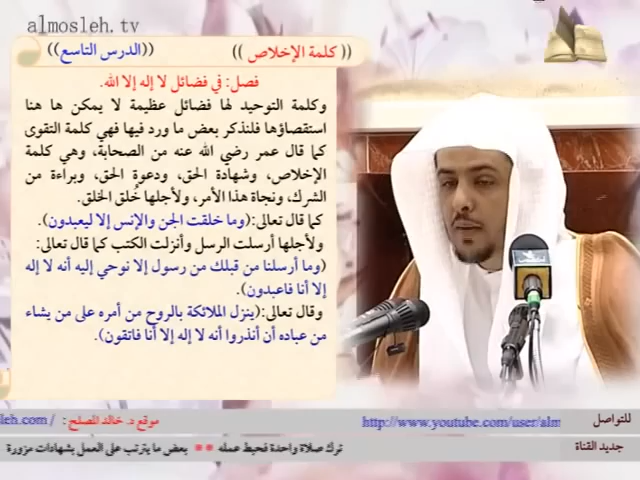 almosleh.tv
(( كلمة الإخلاص )) ((الدرس التاسع))
فصل: في فضائل لا إله إلا الله.
وكلمة التوحيد لها فضائل عظيمة لا يمكن ها هنا
استقصاؤها فلنذكر بعض ما ورد فيها فهي كلمة التقوى
كما قال عمر رضي الله عنه من الصحابة، وهي كلمة
الإخلاص، وشهادة الحق، ودعوة الحق، وبراءة من
الشرك، ونجاة هذا الأمر، ولأجلها خُلق الخلق.
كما قال تعالى:(وما خلقت الجن والإنس إلا ليعبدون).
ولأجلها أرسلت الرسل وأنزلت الكتب كما قال تعالى:
(وما أرسلنا من قبلك من رسول إلا نوحي إليه أنه لا إله
إلا أنا فاعبدون).
وقال تعالى:(ينزل الملائكة بالروح من أمره على من يشاء
من عباده أن أنذروا أنه لا إله إلا أنا فاتقون).
للتواصل http://www.youtube.com/user/alm موقع د. خالد المصلح : leh.com/
جديد القناة ترك صلاة واحدة فحبط عمله بعض ما يترتب على العمل بشهادات مزورة